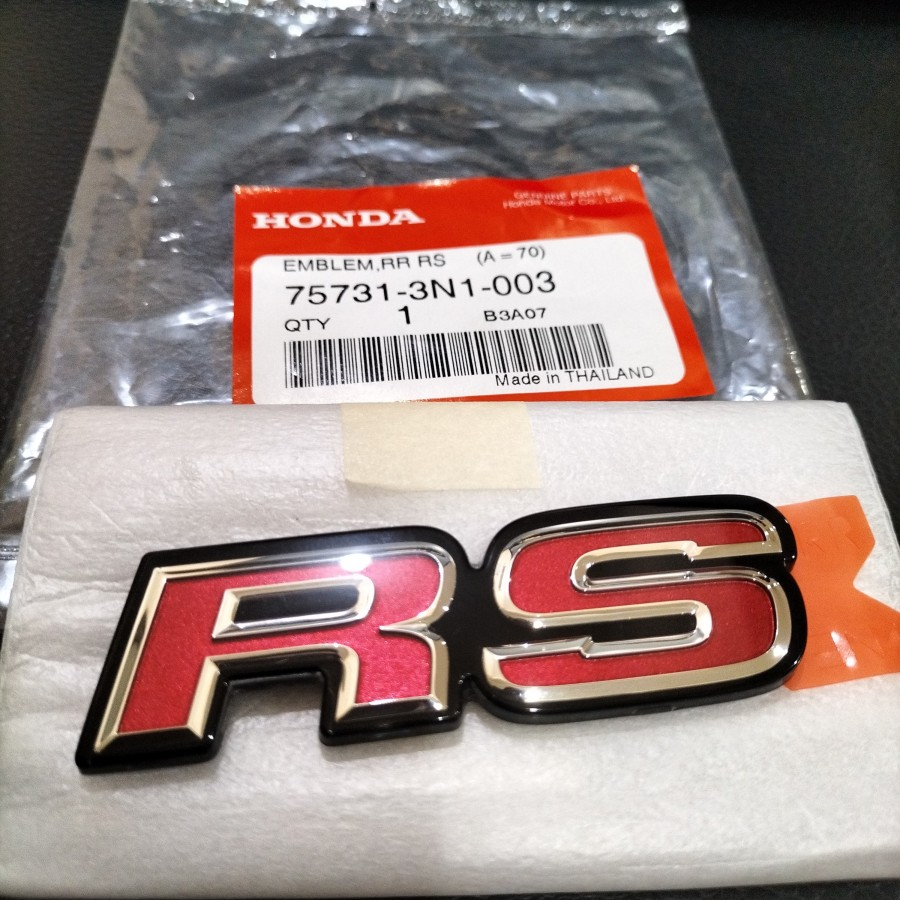 HONDA
GENUINE PARTS
Honda Motor Co., Ltd.
EMBLEM,RR RS (A=70)
75731-3N1-003
QTY 1 B3A07
Made in THAILAND
RS